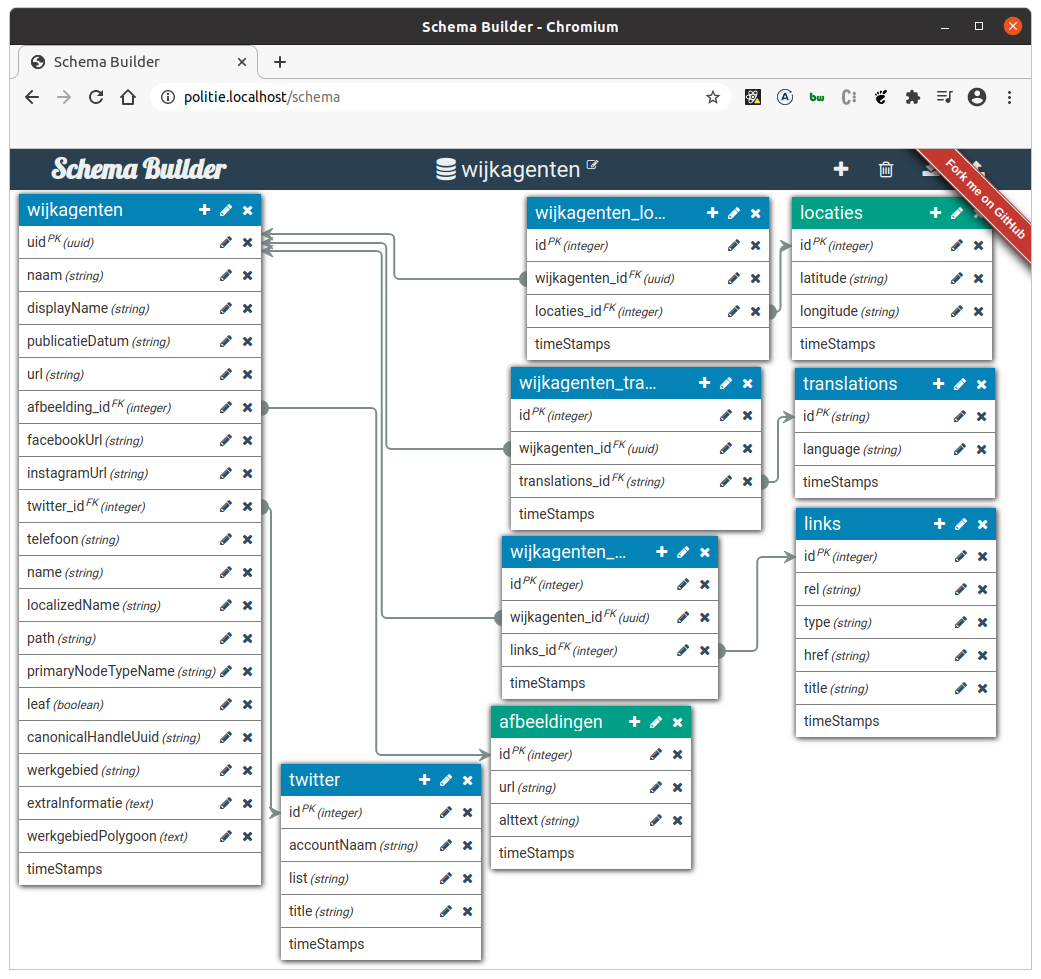 Schema Builder - Chromium
Schema Builder
politie.localhost/schema
Schema Builder
wijkagenten
Fork me on GitHub
wijkagenten
uid PK (uuid)
naam (string)
displayName (string)
publicatieDatum (string)
url (string)
afbeelding_id FK (integer)
facebookUrl (string)
instagramUrl (string)
twitter_id FK (integer)
telefoon (string)
name (string)
localizedName (string)
path (string)
primaryNodeTypeName (string)
leaf (boolean)
canonicalHandleUuid (string)
werkgebied (string)
extraInformatie (text)
werkgebiedPolygoon (text)
timeStamps
wijkagenten_lo...
id PK (integer)
wijkagenten_id FK (uuid)
locaties_id FK (integer)
timeStamps
locaties
id PK (integer)
latitude (string)
longitude (string)
timeStamps
wijkagenten_tra...
id PK (integer)
wijkagenten_id FK (uuid)
translations_id FK (string)
timeStamps
translations
id PK (string)
language (string)
timeStamps
wijkagenten_...
id PK (integer)
wijkagenten_id FK (uuid)
links_id FK (integer)
timeStamps
links
id PK (integer)
rel (string)
type (string)
href (string)
title (string)
timeStamps
afbeeldingen
id PK (integer)
url (string)
alttext (string)
timeStamps
twitter
id PK (integer)
accountNaam (string)
list (string)
title (string)
timeStamps